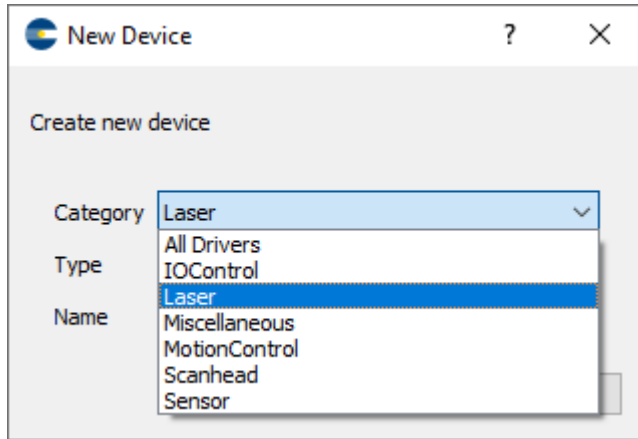 New Device
?
Create new device
Category Laser
All Drivers
Type
IOControl
Laser
Name
Miscellaneous
MotionControl
Scanhead
Sensor